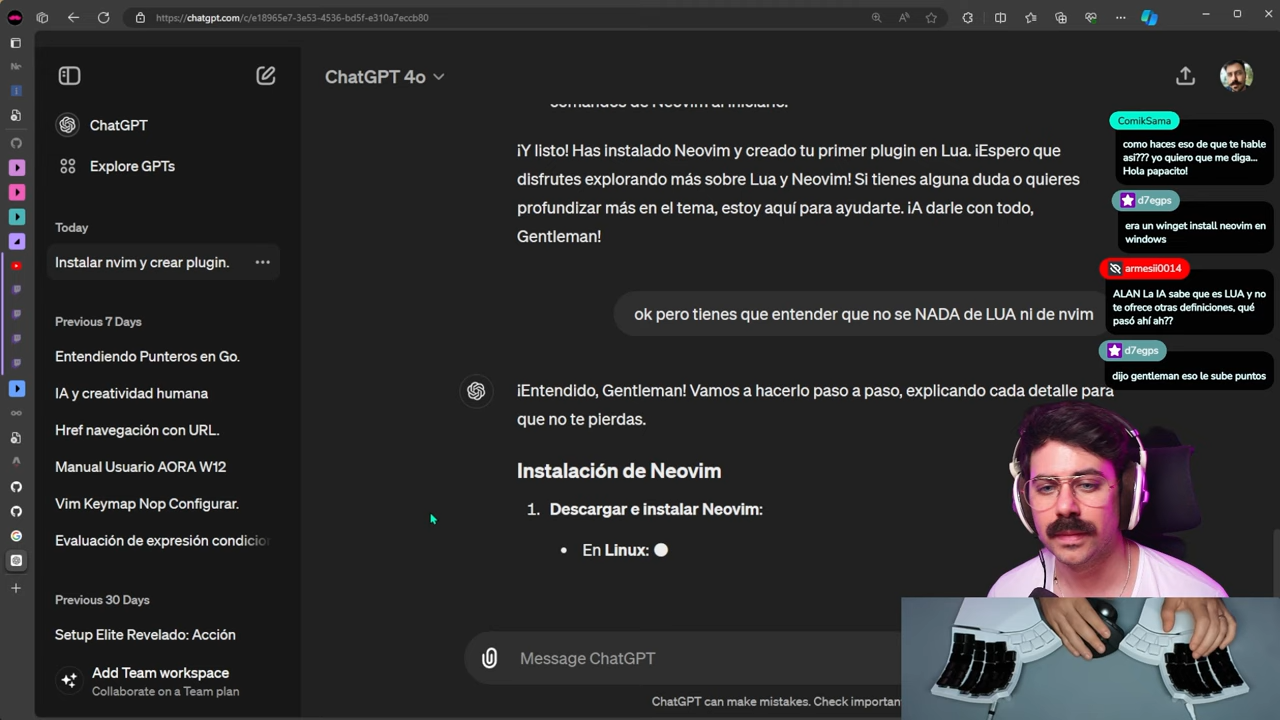 https://chatgpt.com/c/e18965e7-3e53-4536-bd5f-e310a7eccb80
ChatGPT
Explore GPTs
Today
Instalar nvim y crear plugin.
Previous 7 Days
Entendiendo Punteros en Go.
IA y creatividad humana
Href navegación con URL.
Manual Usuario AORA W12
Vim Keymap Nop Configurar.
Evaluación de expresión condicion
Previous 30 Days
Setup Elite Revelado: Acción
Add Team workspace
Collaborate on a Team plan
ChatGPT 4o
comandos de Neovim al iniciarlo.
¡Y listo! Has instalado Neovim y creado tu primer plugin en Lua. ¡Espero que
disfrutes explorando más sobre Lua y Neovim! Si tienes alguna duda o quieres
profundizar más en el tema, estoy aquí para ayudarte. ¡A darle con todo,
Gentleman!
ok pero tienes que entender que no se NADA de LUA ni de nvim
¡Entendido, Gentleman! Vamos a hacerlo paso a paso, explicando cada detalle para
que no te pierdas.
Instalación de Neovim
1. Descargar e instalar Neovim:
• En Linux:
Message ChatGPT
ChatGPT can make mistakes. Check important
ComikSama
como haces eso de que te hable
asi??? yo quiero que me diga...
Hola papacito!
d7egps
era un winget install neovim en
windows
armesii0014
ALAN La IA sabe que es LUA y no
te ofrece otras definiciones, qué
pasó ahí ah??
d7egps
dijo gentleman eso le sube puntos